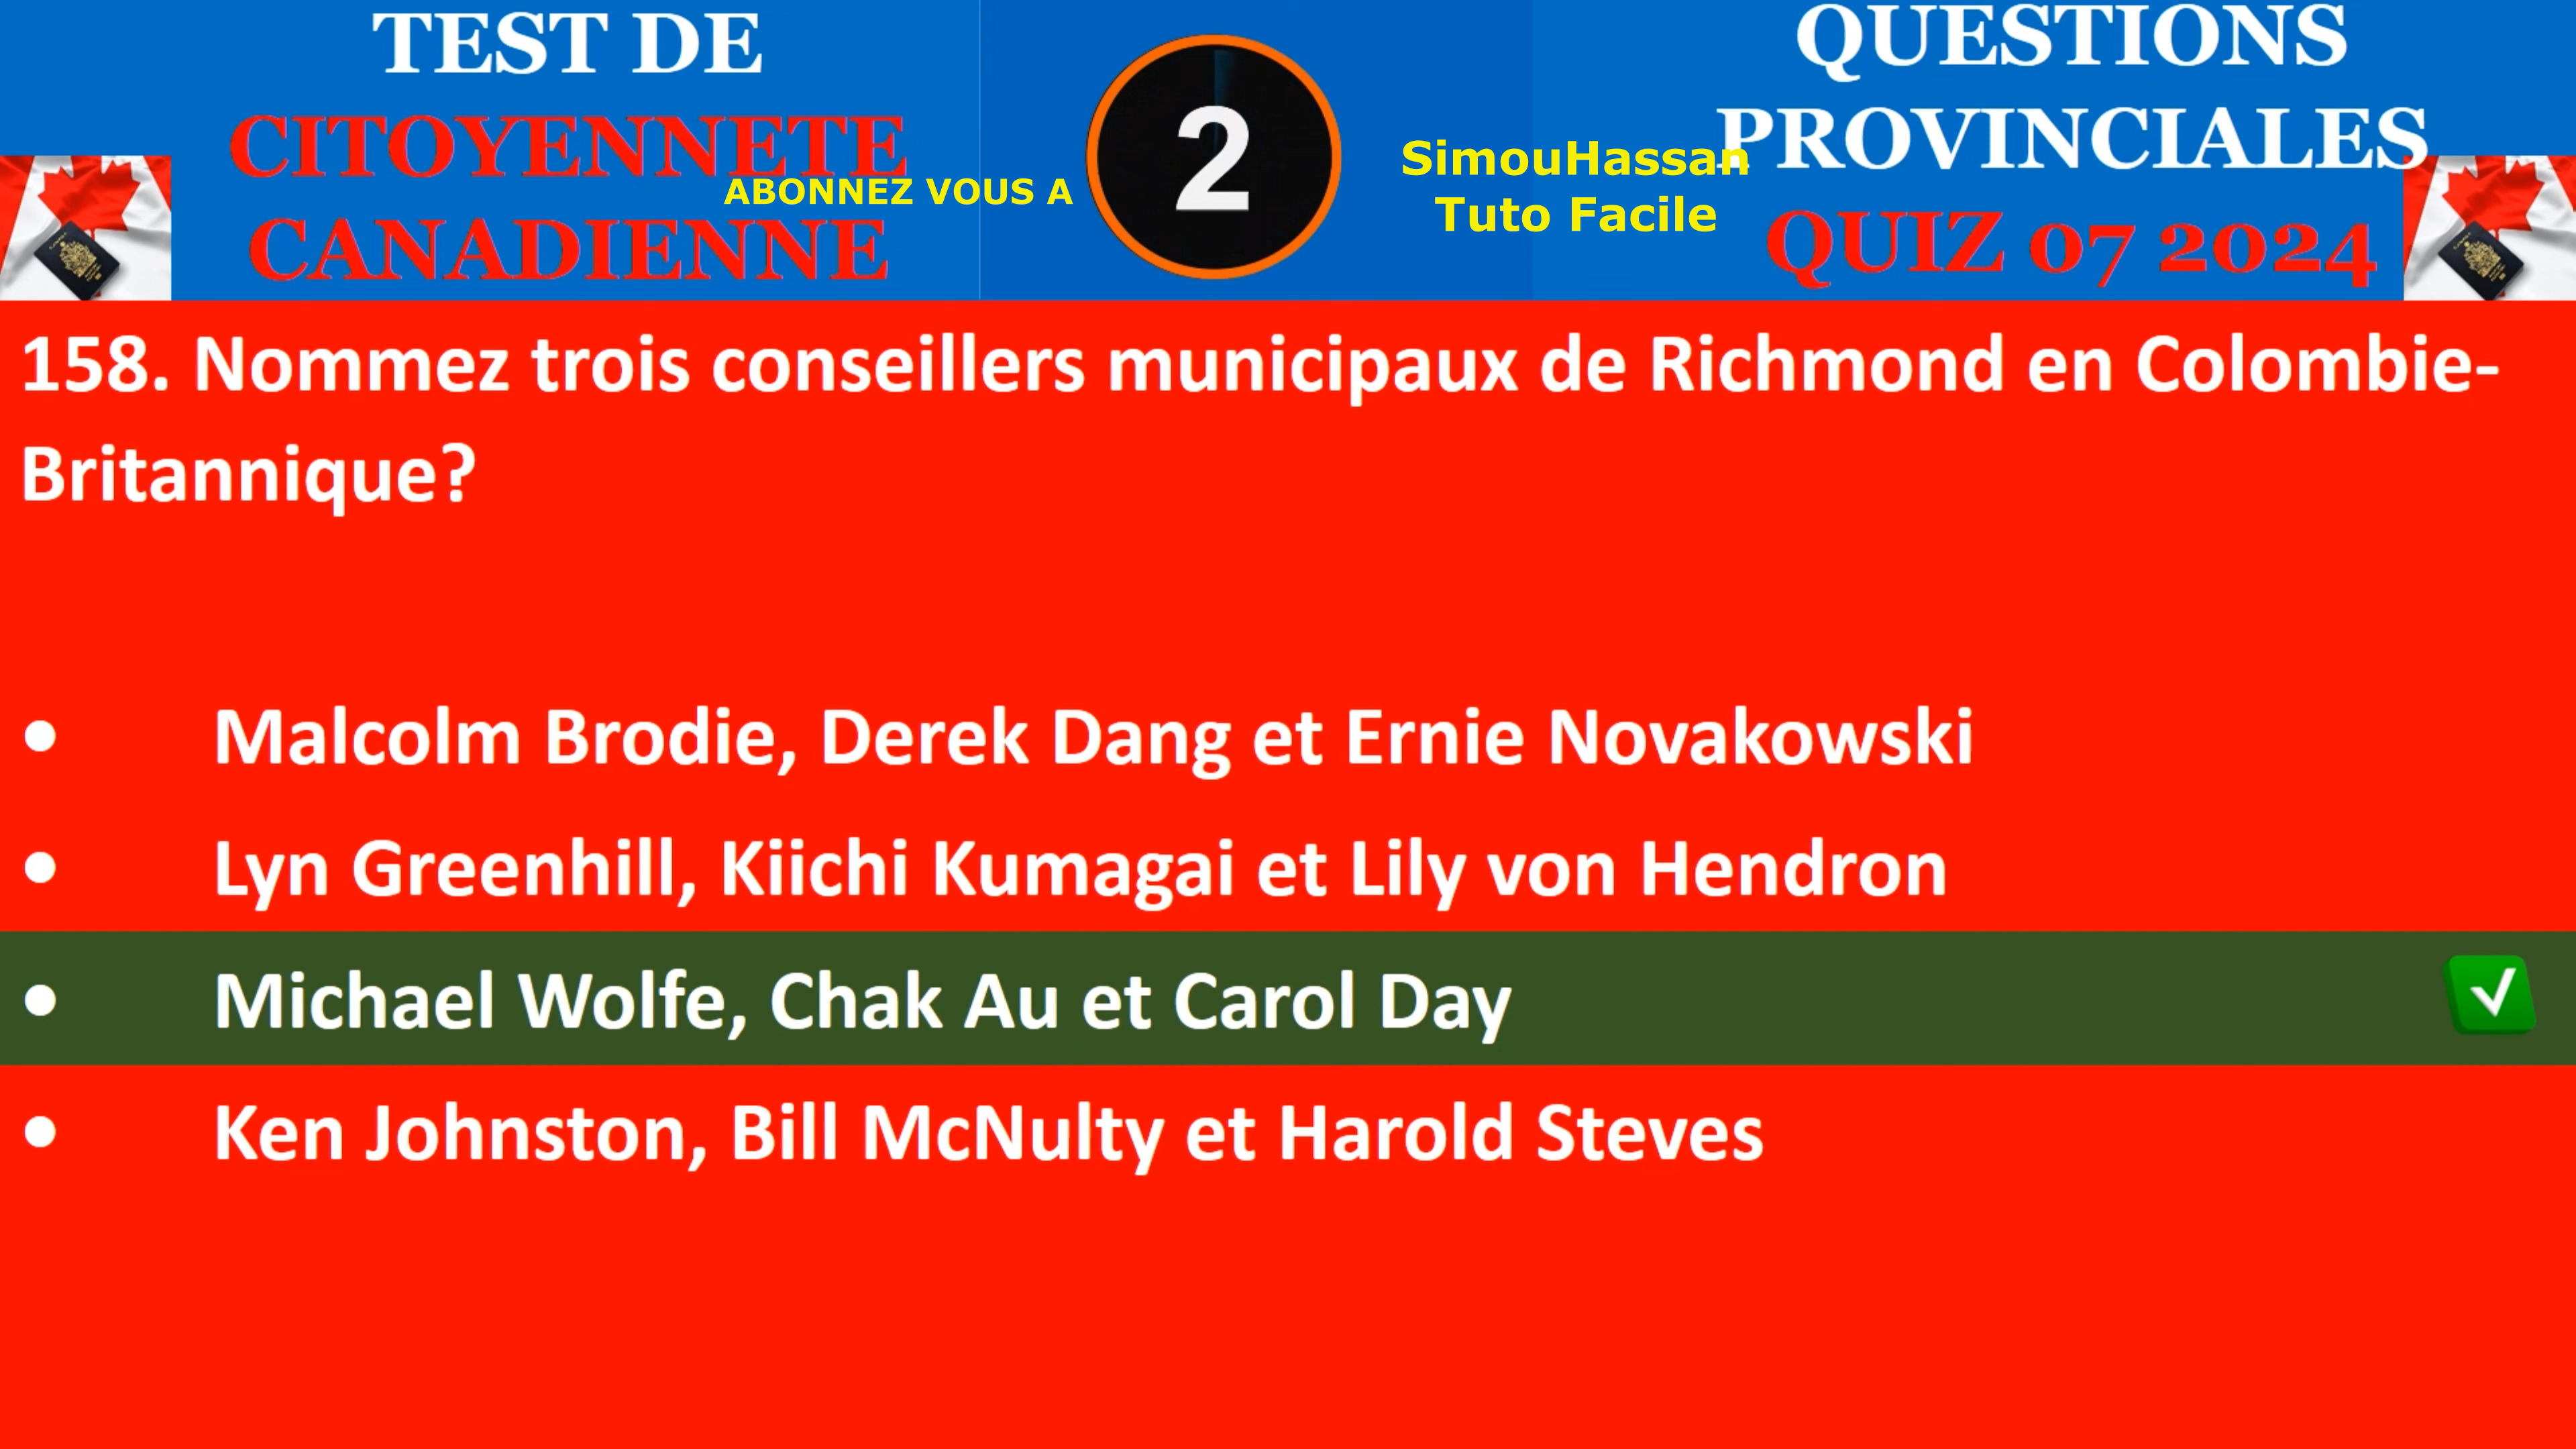 TEST DE
CITOYENNETE
CANADIENNE
ABONNEZ VOUS A
2
SimouHassan
Tuto Facile
QUESTIONS
PROVINCIALES
QUIZ 07 2024
158. Nommez trois conseillers municipaux de Richmond en Colombie-
Britannique?
• Malcolm Brodie, Derek Dang et Ernie Novakowski
• Lyn Greenhill, Kiichi Kumagai et Lily von Hendron
• Michael Wolfe, Chak Au et Carol Day
• Ken Johnston, Bill McNulty et Harold Steves